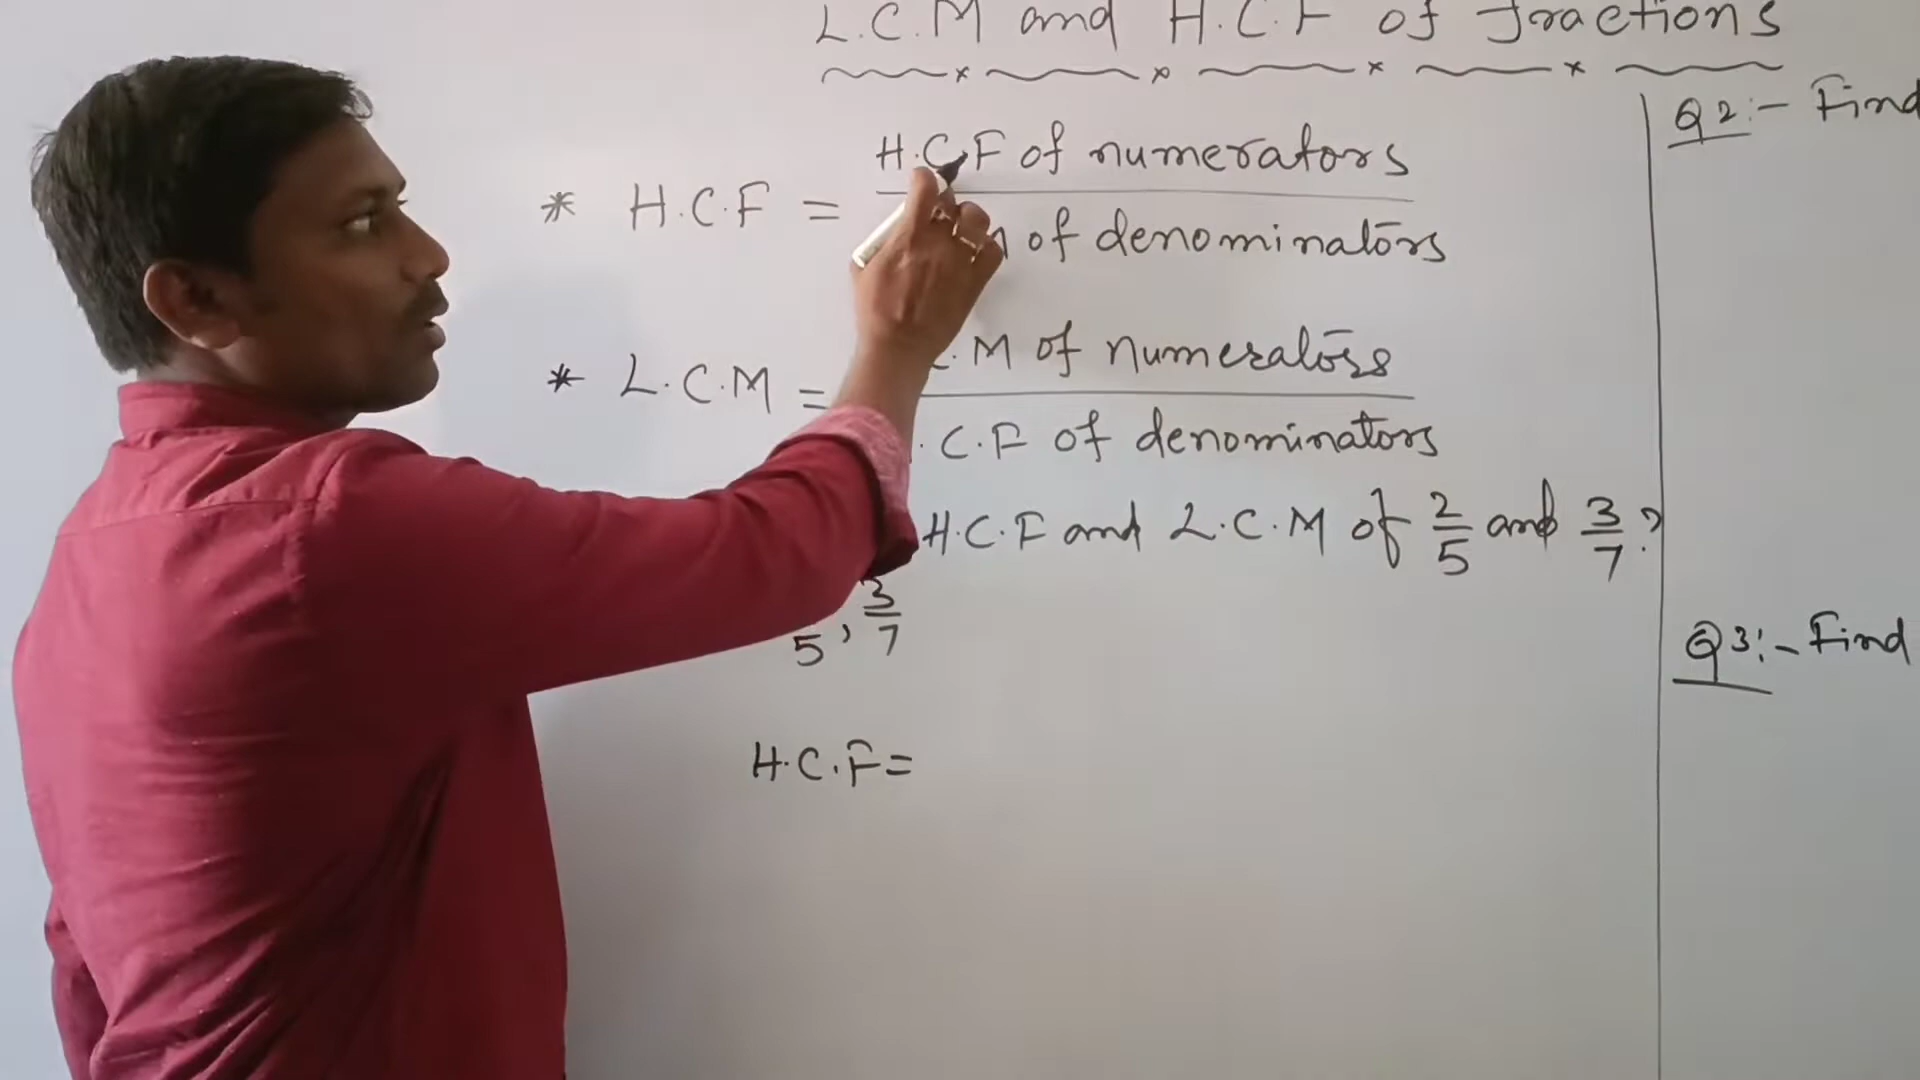 L.C.M and H.C.F of fractions
* H.C.F = H.C.F of numerators
of denominators
* L.C.M = .M of numerators
.C.F of denominators
H.C.F and L.C.M of 2/5 and 3/7?
5, 3/7
H.C.F=
Q2:- Find
Q3:- Find